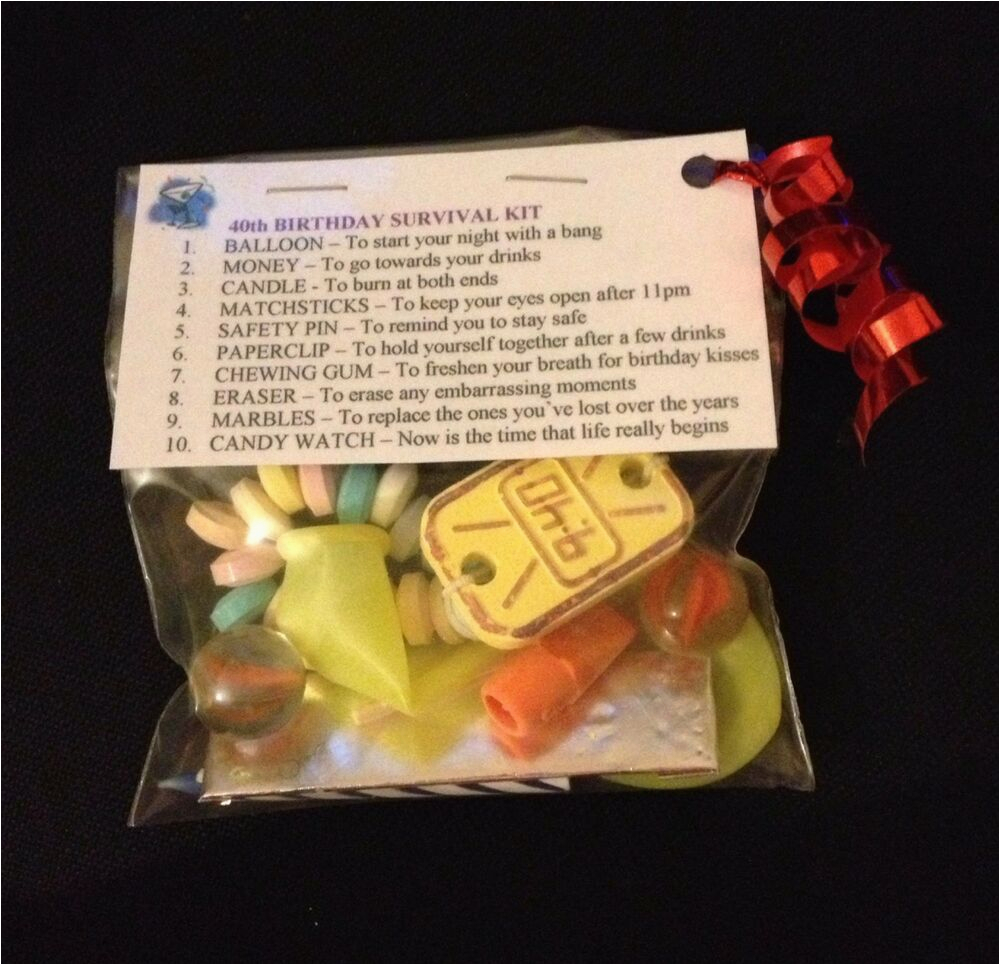 40th BIRTHDAY SURVIVAL KIT
1. BALLOON – To start your night with a bang
2. MONEY – To go towards your drinks
3. CANDLE - To burn at both ends
4. MATCHSTICKS – To keep your eyes open after 11pm
5. SAFETY PIN – To remind you to stay safe
6. PAPERCLIP – To hold yourself together after a few drinks
7. CHEWING GUM – To freshen your breath for birthday kisses
8. ERASER – To erase any embarrassing moments
9. MARBLES – To replace the ones you`ve lost over the years
10. CANDY WATCH – Now is the time that life really begins